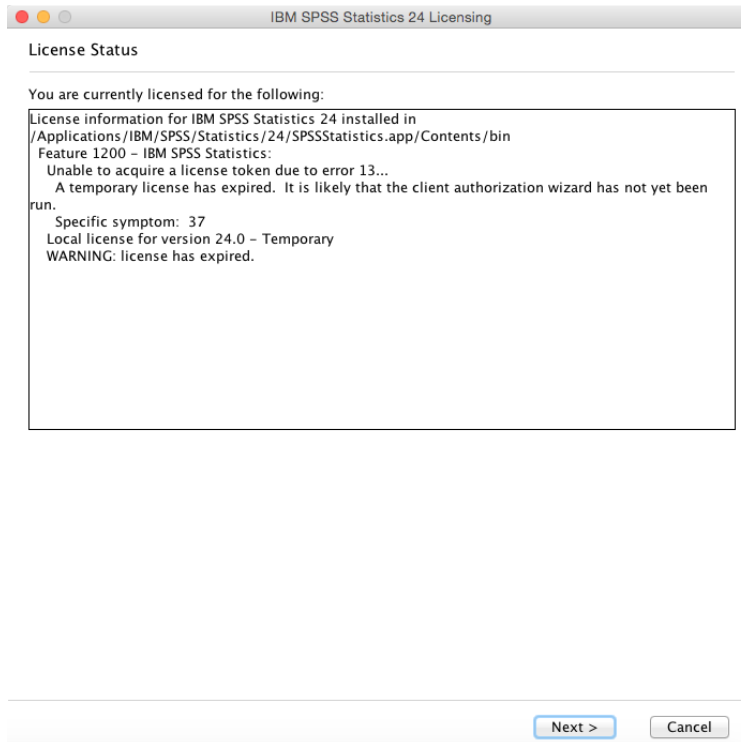 IBM SPSS Statistics 24 Licensing
License Status
You are currently licensed for the following:
License information for IBM SPSS Statistics 24 installed in
/Applications/IBM/SPSS/Statistics/24/SPSSStatistics.app/Contents/bin
Feature 1200 – IBM SPSS Statistics:
Unable to acquire a license token due to error 13...
A temporary license has expired.  It is likely that the client authorization wizard has not yet been
run.
Specific symptom:  37
Local license for version 24.0 – Temporary
WARNING: license has expired.
Next >
Cancel